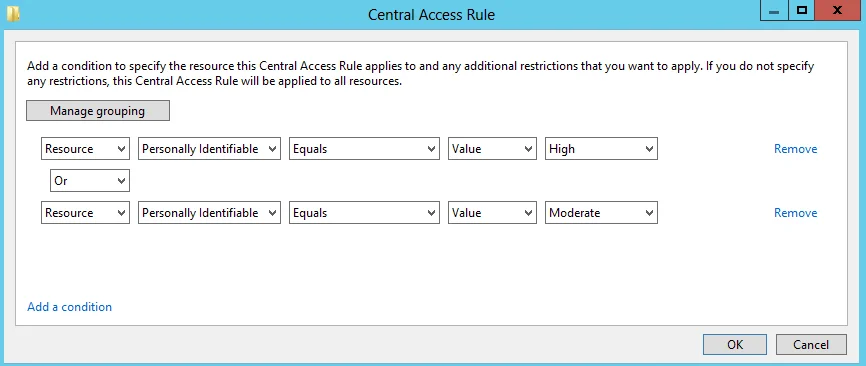 Central Access Rule
Add a condition to specify the resource this Central Access Rule applies to and any additional restrictions that you want to apply. If you do not specify
any restrictions, this Central Access Rule will be applied to all resources.
Manage grouping
Resource Personally Identifiable Equals Value High Remove
Or
Resource Personally Identifiable Equals Value Moderate Remove
Add a condition
OK Cancel